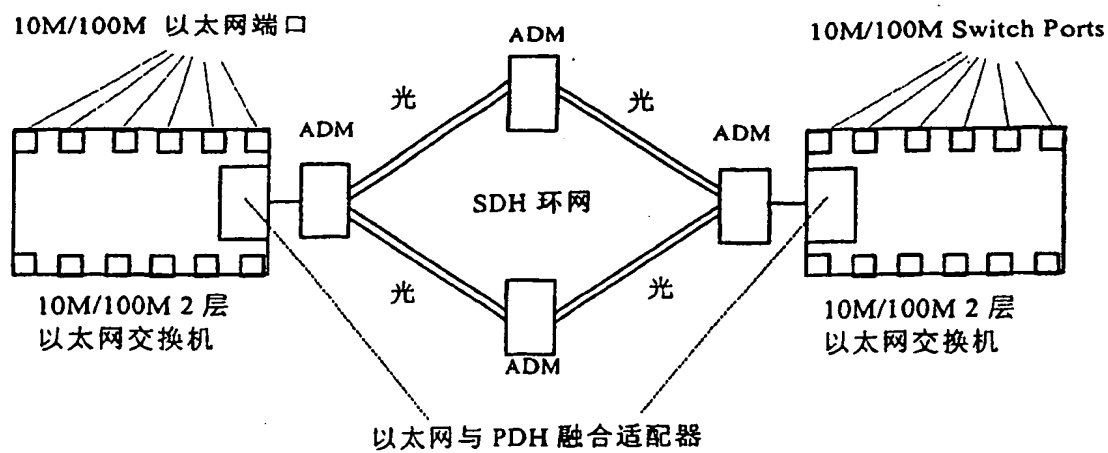 10M/100M 以太网端口
ADM
10M/100M Switch Ports
光
光
ADM
ADM
SDH 环网
光
光
10M/100M 2 层
以太网交换机
10M/100M 2 层
以太网交换机
ADM
以太网与 PDH 融合适配器